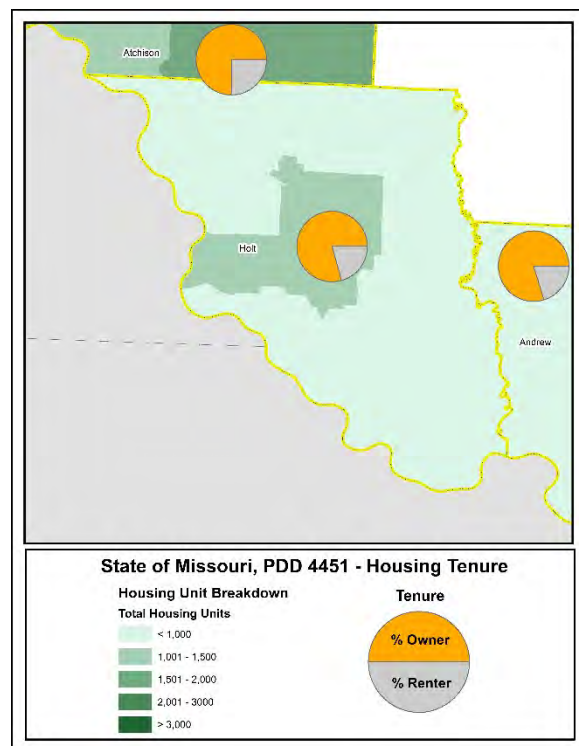 Atchison
Holt
Andrew
State of Missouri, PDD 4451 - Housing Tenure
Housing Unit Breakdown
Total Housing Units
< 1,000
1,001 - 1,500
1,501 - 2,000
2,001 - 3000
> 3,000
Tenure
% Owner
% Renter